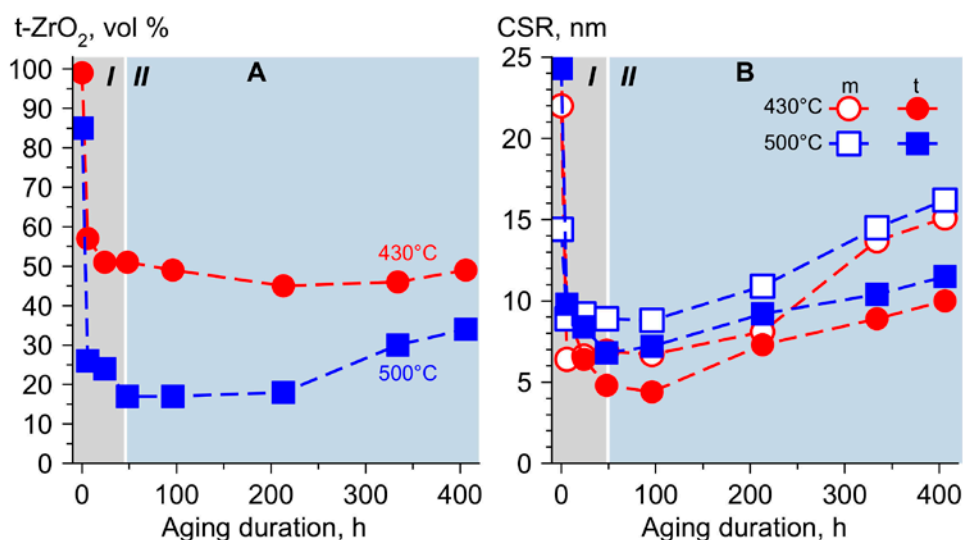 t-ZrO₂, vol %
I II A
100
90
80
70
60
50
40
30
20
10
0
430°C
500°C
0 100 200 300 400
Aging duration, h
CSR, nm
I II B
m t
430°C
500°C
25
20
15
10
5
0
0 100 200 300 400
Aging duration, h